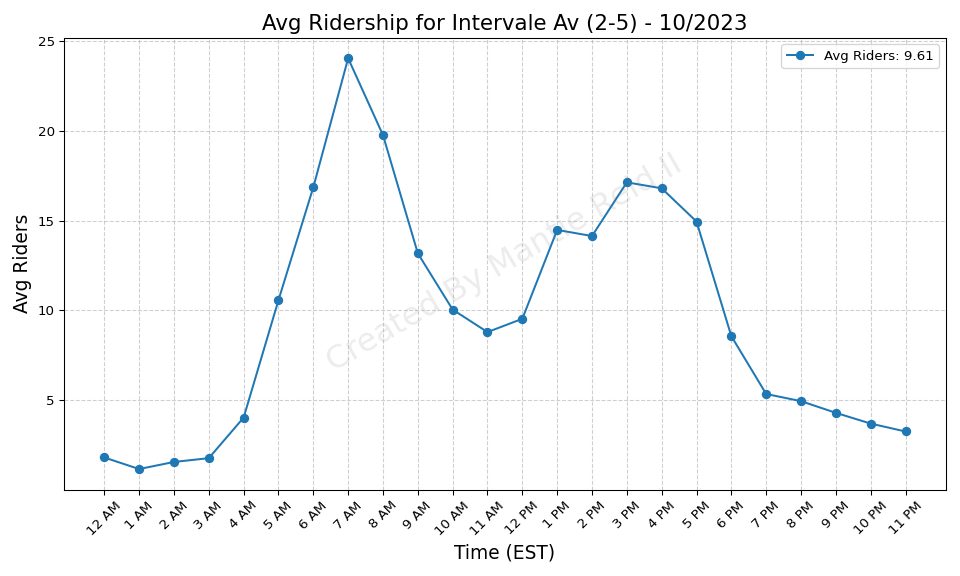 Avg Ridership for Intervale Av (2-5) - 10/2023
Avg Riders: 9.61
25
20
15
10
5
Avg Riders
Created By Mantie Reid II
12 AM
1 AM
2 AM
3 AM
4 AM
5 AM
6 AM
7 AM
8 AM
9 AM
10 AM
11 AM
12 PM
1 PM
2 PM
3 PM
4 PM
5 PM
6 PM
7 PM
8 PM
9 PM
10 PM
11 PM
Time (EST)